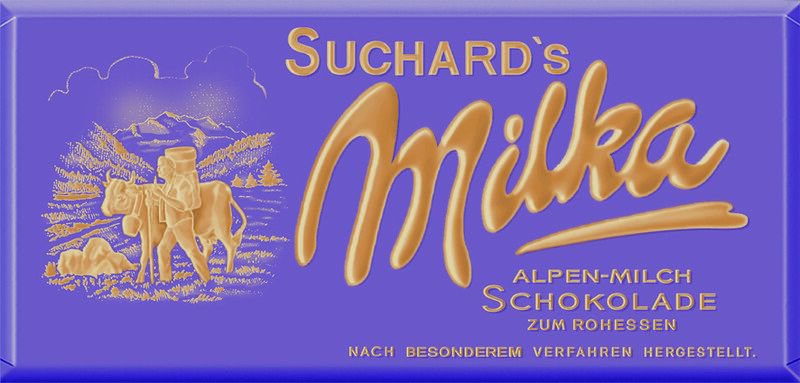 SUCHARD`S
Milka
ALPEN-MILCH
SCHOKOLADE
ZUM ROHESSEN
NACH BESONDEREM VERFAHREN HERGESTELLT.